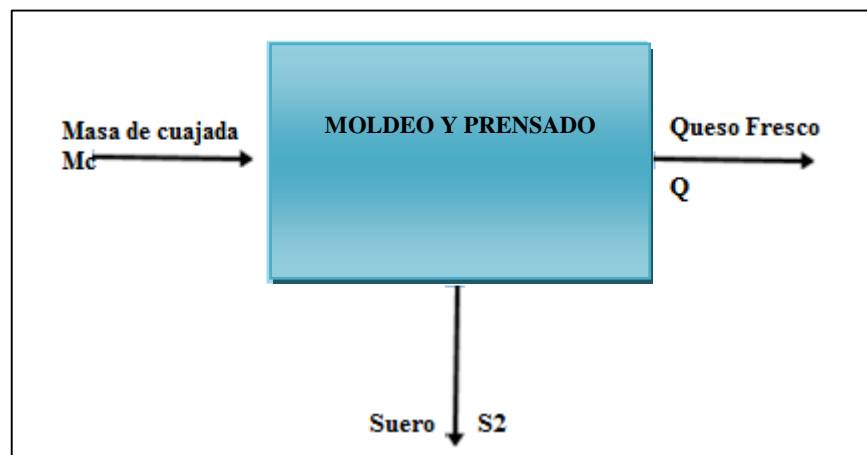 MOLDEO Y PRENSADO
Masa de cuajada
Mc
Queso Fresco
Q
Suero S2